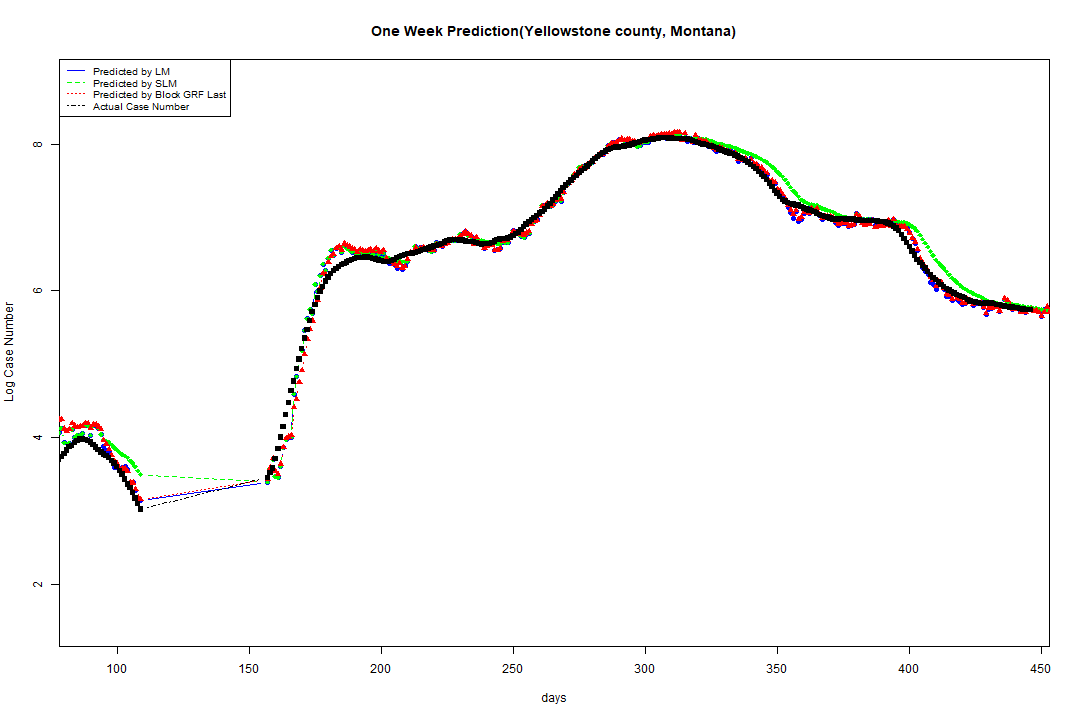 One Week Prediction(Yellowstone county, Montana)
Predicted by LM
Predicted by SLM
Predicted by Block GRF Last
Actual Case Number
8
6
4
2
Log Case Number
100 150 200 250 300 350 400 450
days